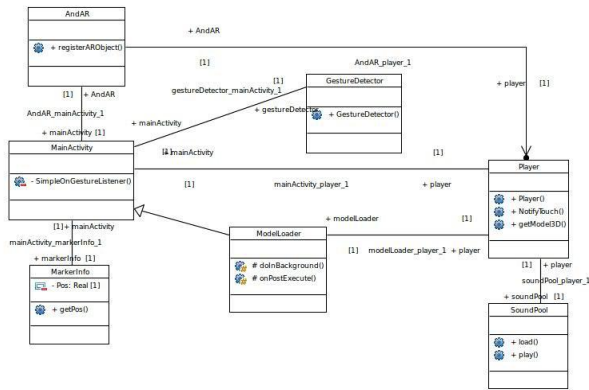 AndAR
+ registerARObject()
+ AndAR
[1]
AndAR_player_1
+ player
[1]
[1]
+ AndAR
AndAR_mainActivity_1
+ mainActivity
[1]
gestureDetector_mainActivity_1
[1]
+ gestureDetector
+ mainActivity
[1]
GestureDetector
+ GestureDetector()
MainActivity
- SimpleOnGestureListener()
+ mainActivity
[1]
mainActivity_player_1
+ player
[1]
Player
+ Player()
+ NotifyTouch()
+ getModel3D()
[1]
+ mainActivity
mainActivity_markerInfo_1
+ markerInfo
[1]
MarkerInfo
- Pos: Real [1]
+ getPos()
ModelLoader
# doInBackground()
# onPostExecute()
+ modelLoader
[1]
[1]
modelLoader_player_1
+ player
[1]
+ player
soundPool_player_1
+ soundPool
[1]
SoundPool
+ load()
+ play()